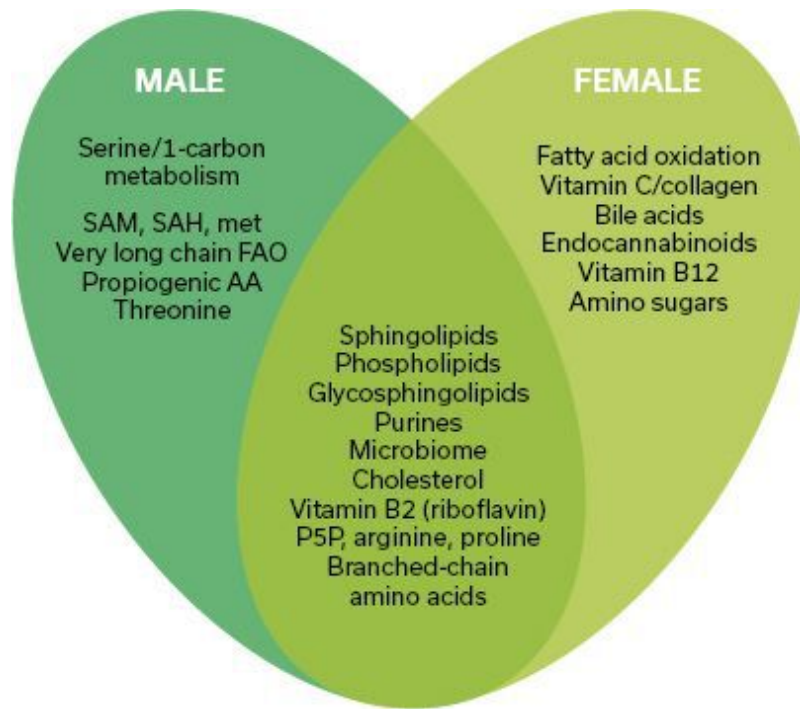 MALE
Serine/1-carbon
metabolism
SAM, SAH, met
Very long chain FAO
Propiogenic AA
Threonine
FEMALE
Fatty acid oxidation
Vitamin C/collagen
Bile acids
Endocannabinoids
Vitamin B12
Amino sugars
Sphingolipids
Phospholipids
Glycosphingolipids
Purines
Microbiome
Cholesterol
Vitamin B2 (riboflavin)
P5P, arginine, proline
Branched-chain
amino acids